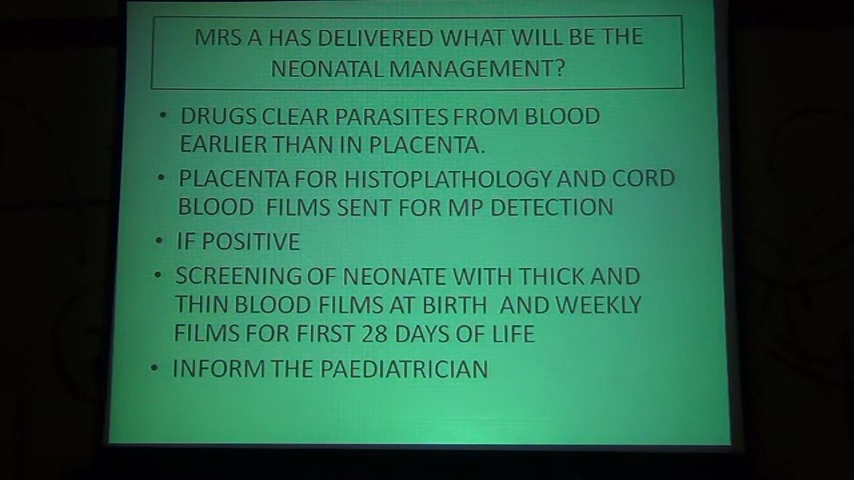 MRS A HAS DELIVERED WHAT WILL BE THE
NEONATAL MANAGEMENT?
• DRUGS CLEAR PARASITES FROM BLOOD
EARLIER THAN IN PLACENTA.
• PLACENTA FOR HISTOPLATHOLOGY AND CORD
BLOOD FILMS SENT FOR MP DETECTION
• IF POSITIVE
• SCREENING OF NEONATE WITH THICK AND
THIN BLOOD FILMS AT BIRTH AND WEEKLY
FILMS FOR FIRST 28 DAYS OF LIFE
• INFORM THE PAEDIATRICIAN